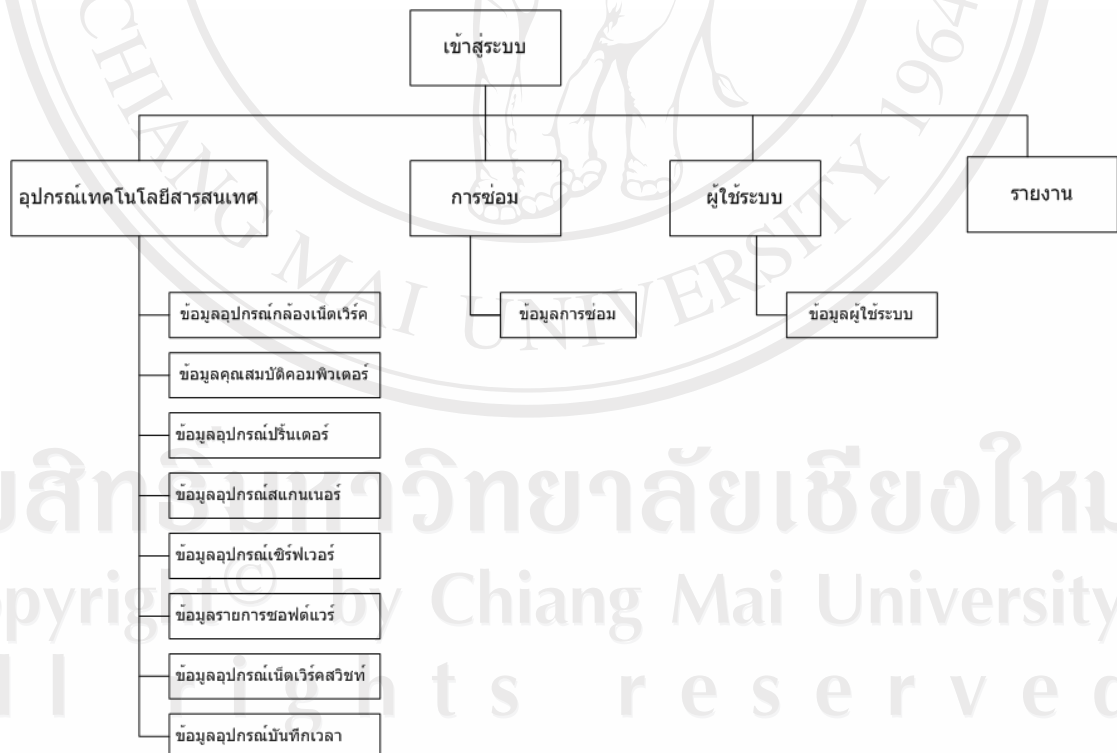 เข้าสู่ระบบ
อุปกรณ์เทคโนโลยีสารสนเทศ
การซ่อม
ผู้ใช้ระบบ
รายงาน
ข้อมูลอุปกรณ์กล้องเน็ตเวิร์ค
ข้อมูลการซ่อม
ข้อมูลผู้ใช้ระบบ
ข้อมูลคุณสมบัติคอมพิวเตอร์
ข้อมูลอุปกรณ์ปริ้นเตอร์
ข้อมูลอุปกรณ์สแกนเนอร์
ข้อมูลอุปกรณ์เซิร์ฟเวอร์
ข้อมูลรายการซอฟต์แวร์
ข้อมูลอุปกรณ์เน็ตเวิร์คสวิชท์
ข้อมูลอุปกรณ์บันทึกเวลา
CHIANG MAI UNIVERSITY 1964
สิทธิ์มหาวิทยาลัยเชียงใหม
opyright © by Chiang Mai University
ll rights reserved